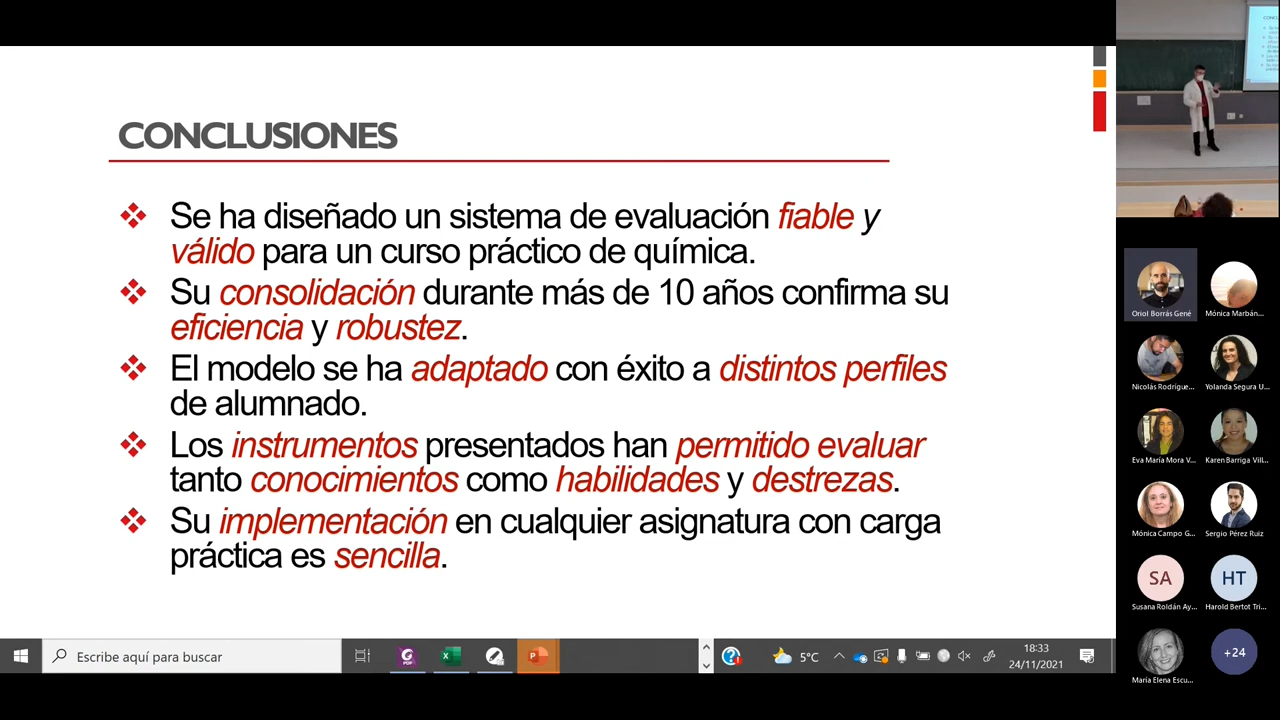 CONCLUSIONES
Se ha diseñado un sistema de evaluación fiable y
válido para un curso práctico de química.
Su consolidación durante más de 10 años confirma su
eficiencia y robustez.
El modelo se ha adaptado con éxito a distintos perfiles
de alumnado.
Los instrumentos presentados han permitido evaluar
tanto conocimientos como habilidades y destrezas.
Su implementación en cualquier asignatura con carga
práctica es sencilla.
Oriol Borrás Gené
Mónica Marbán...
Nicolás Rodrígue...
Yolanda Segura U...
Eva María Mora V...
Karen Barriga Vill...
Mónica Campo G...
Sergio Pérez Ruiz
SA
HT
Susana Roldán Ay...
Harold Bertot Tri...
+24
María Elena Escu...
Escribe aquí para buscar
5°C
18:33
24/11/2021